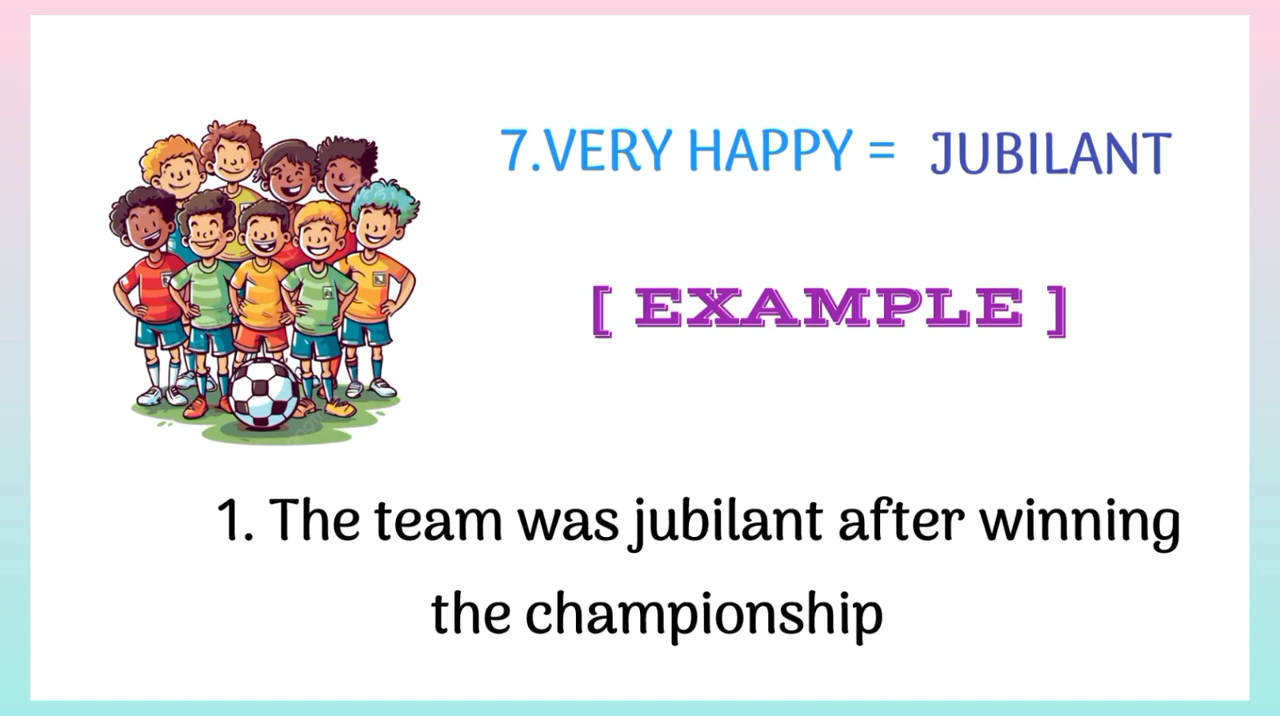 7.VERY HAPPY = JUBILANT
[ EXAMPLE ]
1. The team was jubilant after winning
the championship